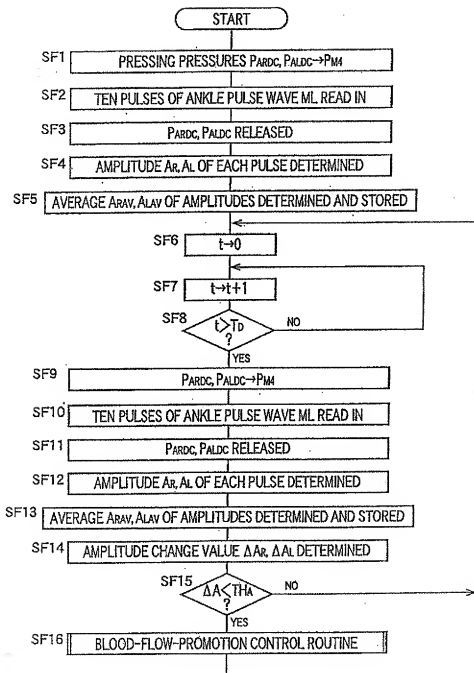 START
SF1 PRESSING PRESSURES PARDC, PALDC→PM4
SF2 TEN PULSES OF ANKLE PULSE WAVE ML READ IN
SF3 PARDC, PALDC RELEASED
SF4 AMPLITUDE AR, AL OF EACH PULSE DETERMINED
SF5 AVERAGE ARAV, ALAV OF AMPLITUDES DETERMINED AND STORED
SF6 t→0
SF7 t→t+1
SF8 t>TD ? NO
YES
SF9 PARDC, PALDC→PM4
SF10 TEN PULSES OF ANKLE PULSE WAVE ML READ IN
SF11 PARDC, PALDC RELEASED
SF12 AMPLITUDE AR, AL OF EACH PULSE DETERMINED
SF13 AVERAGE ARAV, ALAV OF AMPLITUDES DETERMINED AND STORED
SF14 AMPLITUDE CHANGE VALUE ΔAR, ΔAL DETERMINED
SF15 ΔA<THA ? NO
YES
SF16 BLOOD-FLOW-PROMOTION CONTROL ROUTINE